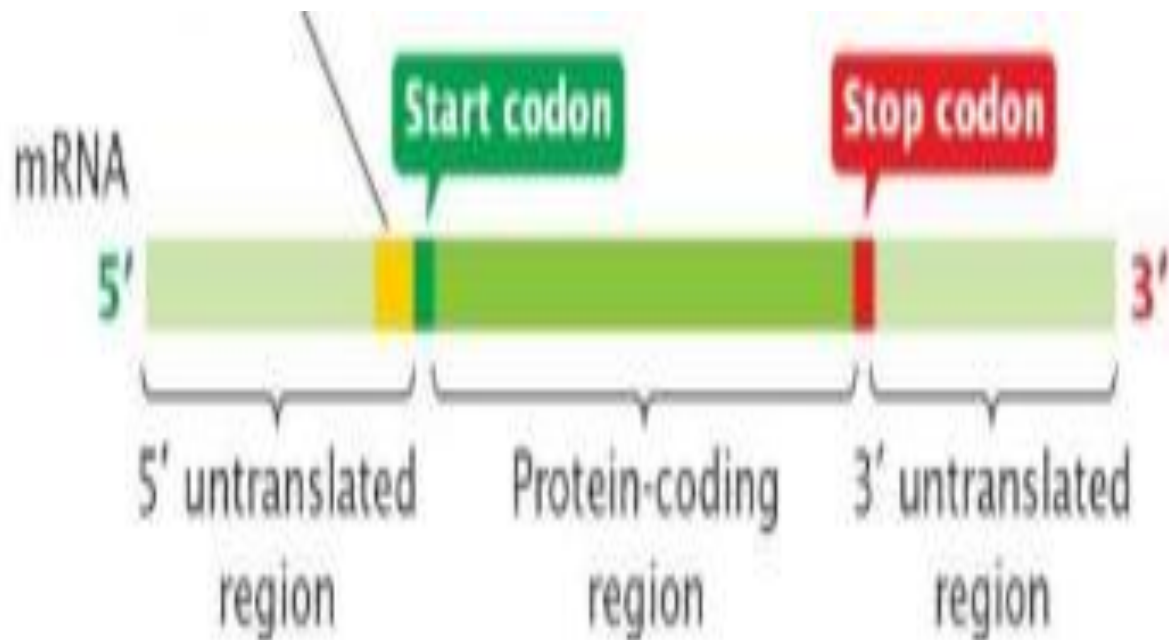 Start codon
Stop codon
mRNA
5′
3′
5′ untranslated
region
Protein-coding
region
3′ untranslated
region